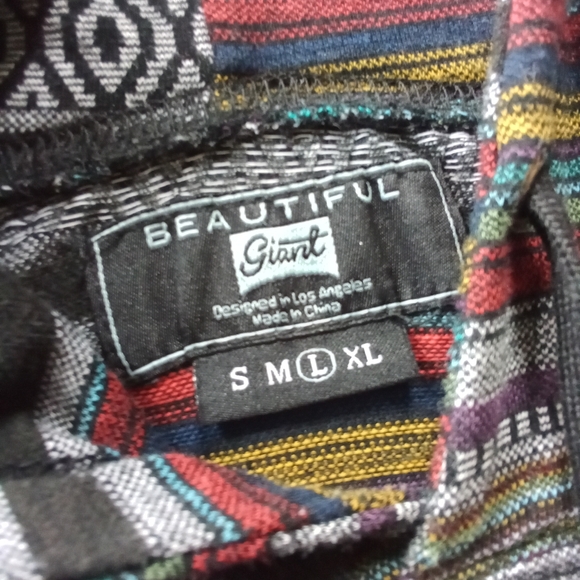 BEAUTIFUL
Giant
Designed in Los Angeles
Made in China
S M L XL